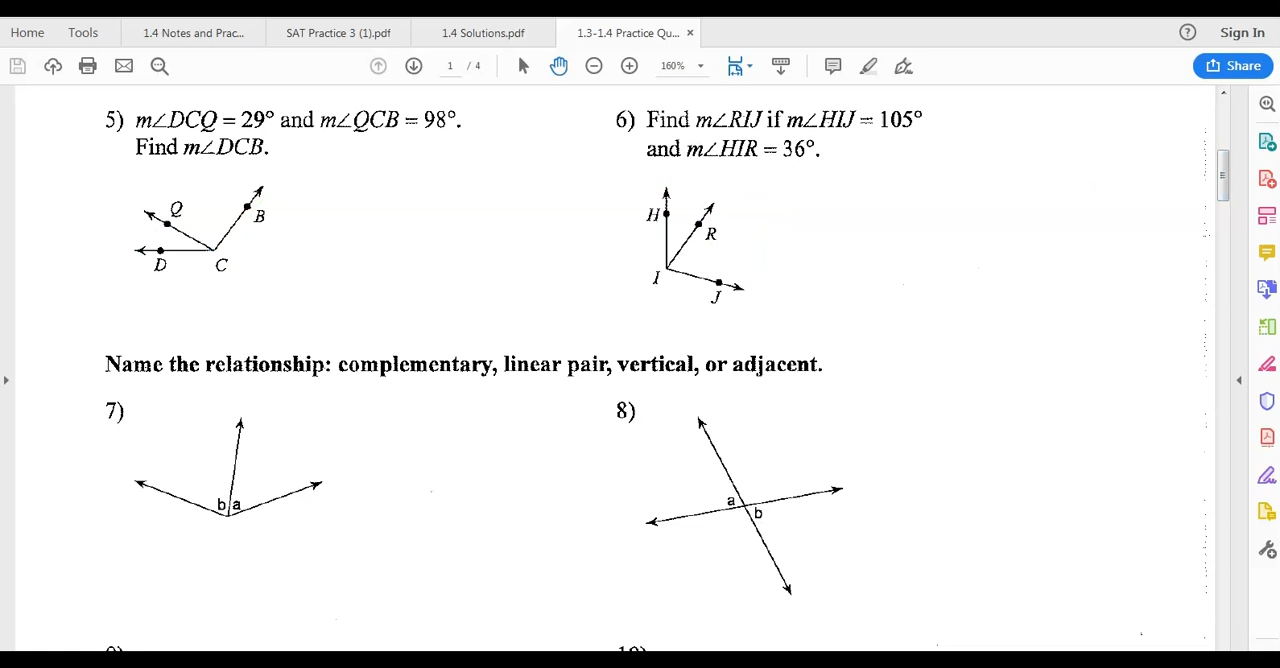 Home Tools 1.4 Notes and Prac... SAT Practice 3 (1).pdf 1.4 Solutions.pdf 1.3-1.4 Practice Qu... × ? Sign In
1 / 4 160% Share
5) m∠DCQ = 29° and m∠QCB = 98°.
Find m∠DCB.
Q
B
D C
6) Find m∠RIJ if m∠HIJ = 105°
and m∠HIR = 36°.
H
R
I
J
Name the relationship: complementary, linear pair, vertical, or adjacent.
7)
b a
8)
a
b